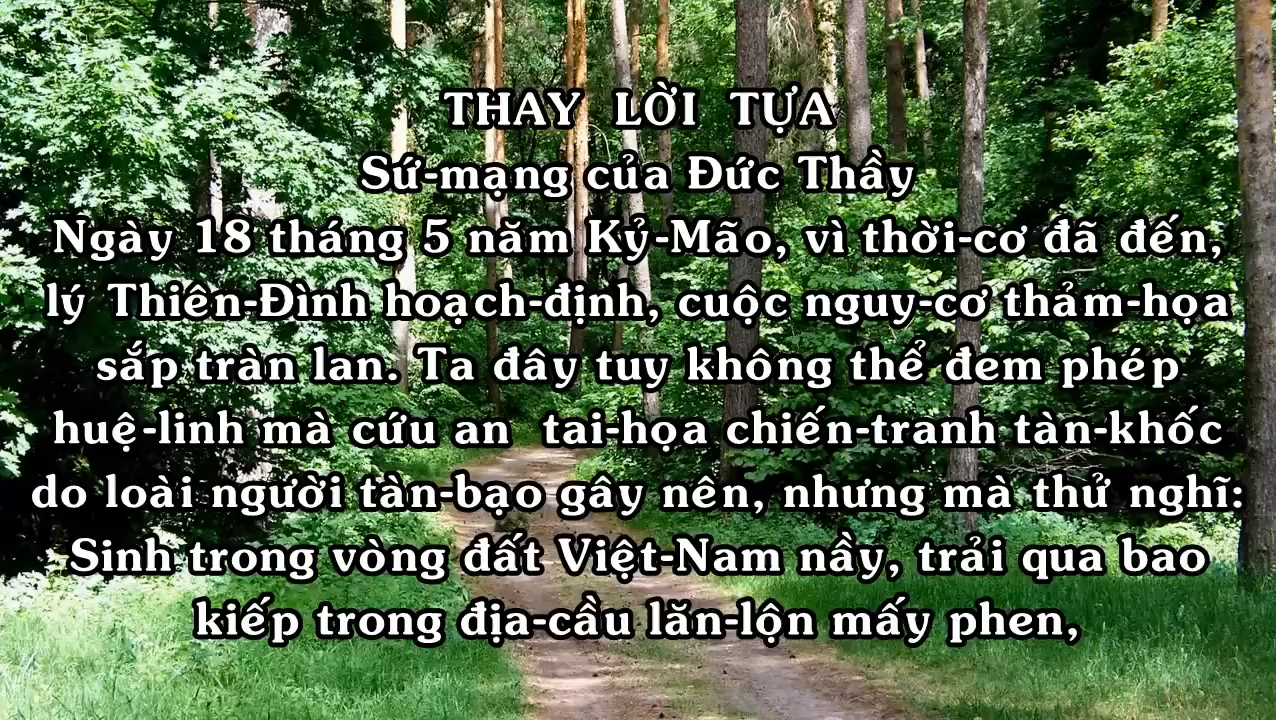 THAY LỜI TỰA
Sứ-mạng của Đức Thầy
Ngày 18 tháng 5 năm Kỷ-Mão, vì thời-cơ đã đến,
lý Thiên-Đình hoạch-định, cuộc nguy-cơ thảm-họa
sắp tràn lan. Ta đây tuy không thể đem phép
huệ-linh mà cứu an tai-họa chiến-tranh tàn-khốc
do loài người tàn-bạo gây nên, nhưng mà thử nghĩ:
Sinh trong vòng đất Việt-Nam nầy, trải qua bao
kiếp trong địa-cầu lăn-lộn mấy phen,